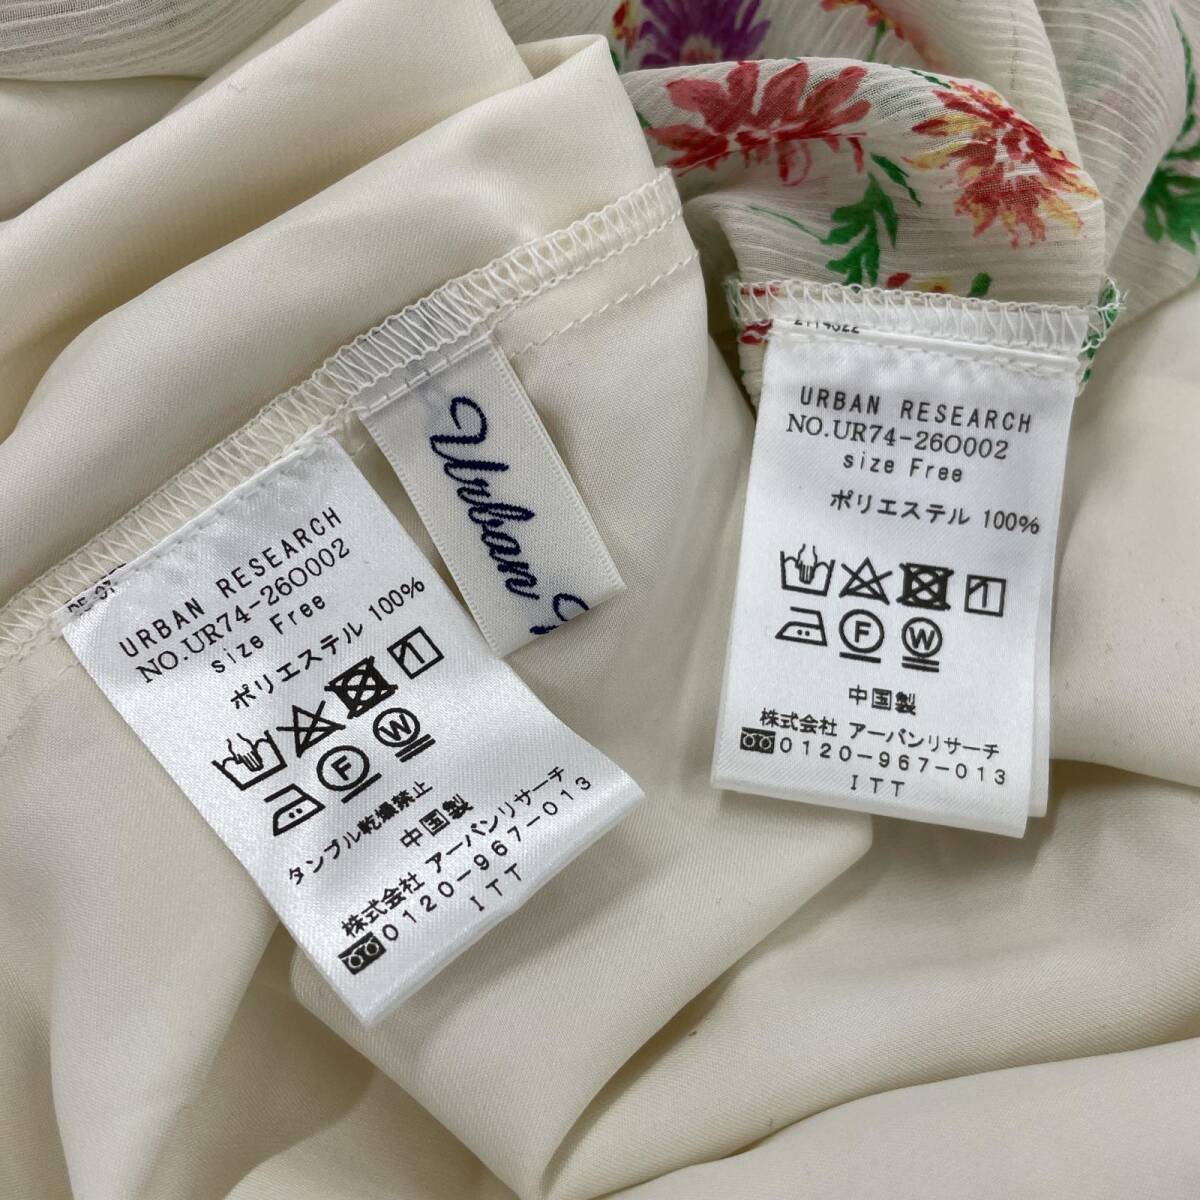 URBAN RESEARCH
NO.UR74-26O002
size Free
ポリエステル 100%
タンブル乾燥禁止
中国製
株式会社 アーバンリサーチ
0120-967-013
ITT
Urban
URBAN RESEARCH
NO.UR74-26O002
size Free
ポリエステル 100%
中国製
株式会社 アーバンリサーチ
0120-967-013
ITT